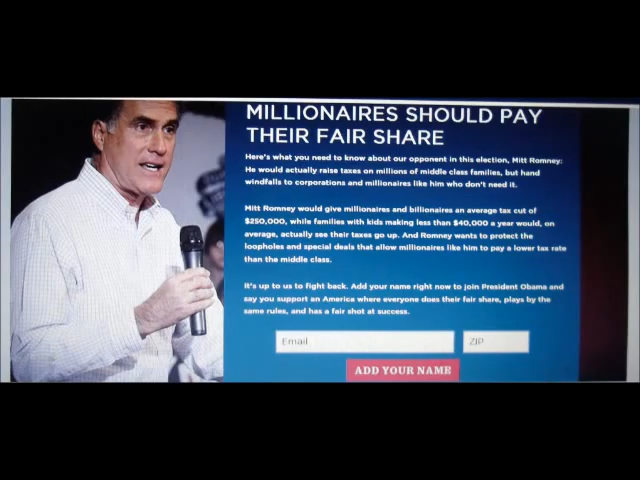 MILLIONAIRES SHOULD PAY
THEIR FAIR SHARE
Here's what you need to know about our opponent in this election, Mitt Romney:
He would actually raise taxes on millions of middle class families, but hand
windfalls to corporations and millionaires like him who don't need it.
Mitt Romney would give millionaires and billionaires an average tax cut of
$250,000, while families with kids making less than $40,000 a year would, on
average, actually see their taxes go up. And Romney wants to protect the
loopholes and special deals that allow millionaires like him to pay a lower tax rate
than the middle class.
It's up to us to fight back. Add your name right now to join President Obama and
say you support an America where everyone does their fair share, plays by the
same rules, and has a fair shot at success.
Email ZIP
ADD YOUR NAME